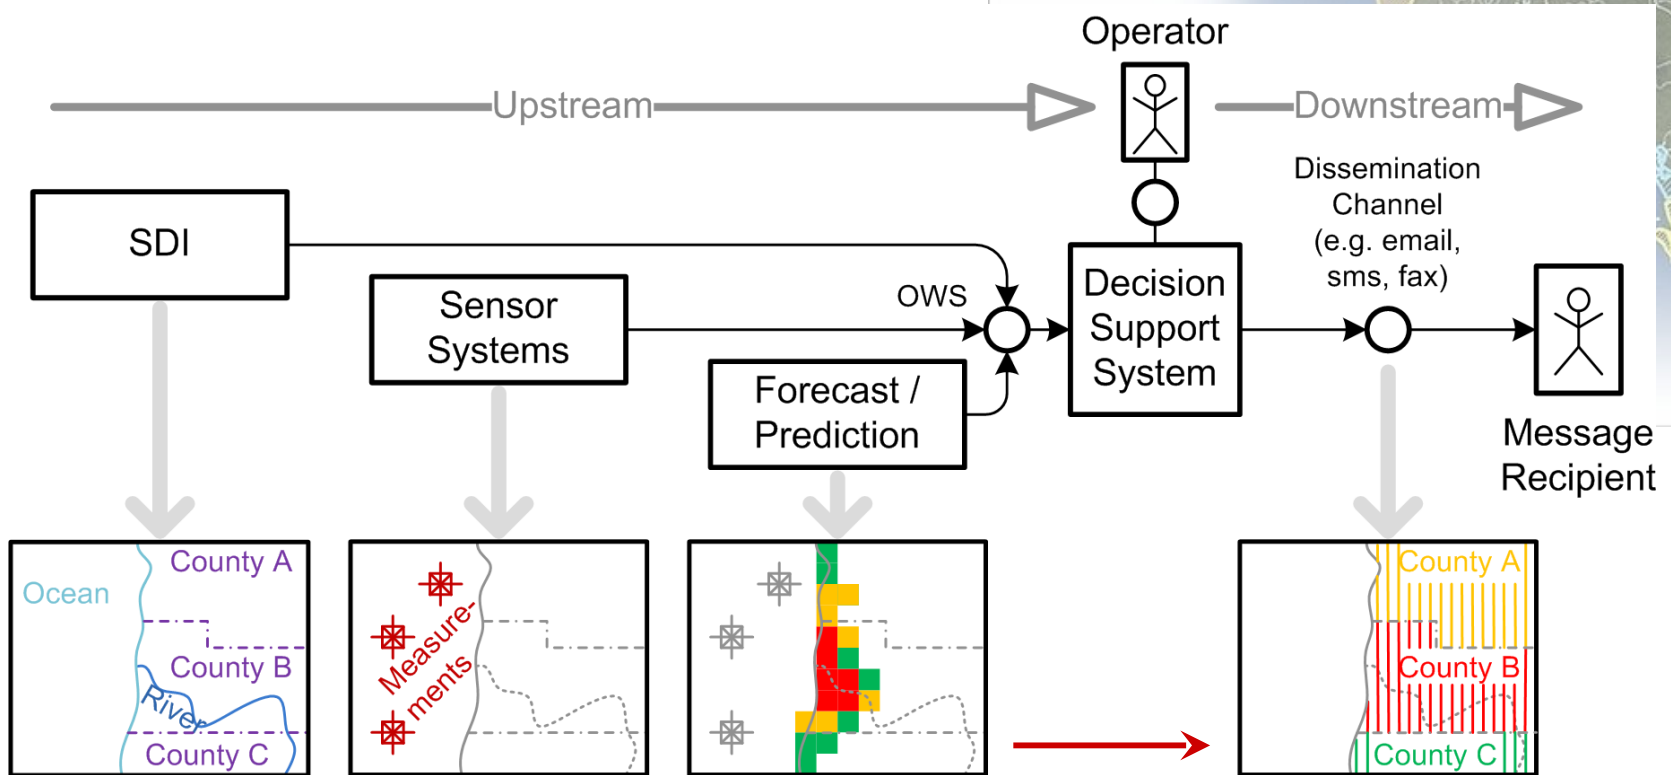 Operator
Upstream
Downstream
Dissemination
Channel
(e.g. email,
sms, fax)
SDI
Sensor
Systems
OWS
Decision
Support
System
Forecast /
Prediction
Message
Recipient
County A
Ocean
County B
River
County C
Measure-
ments
County A
County B
County C